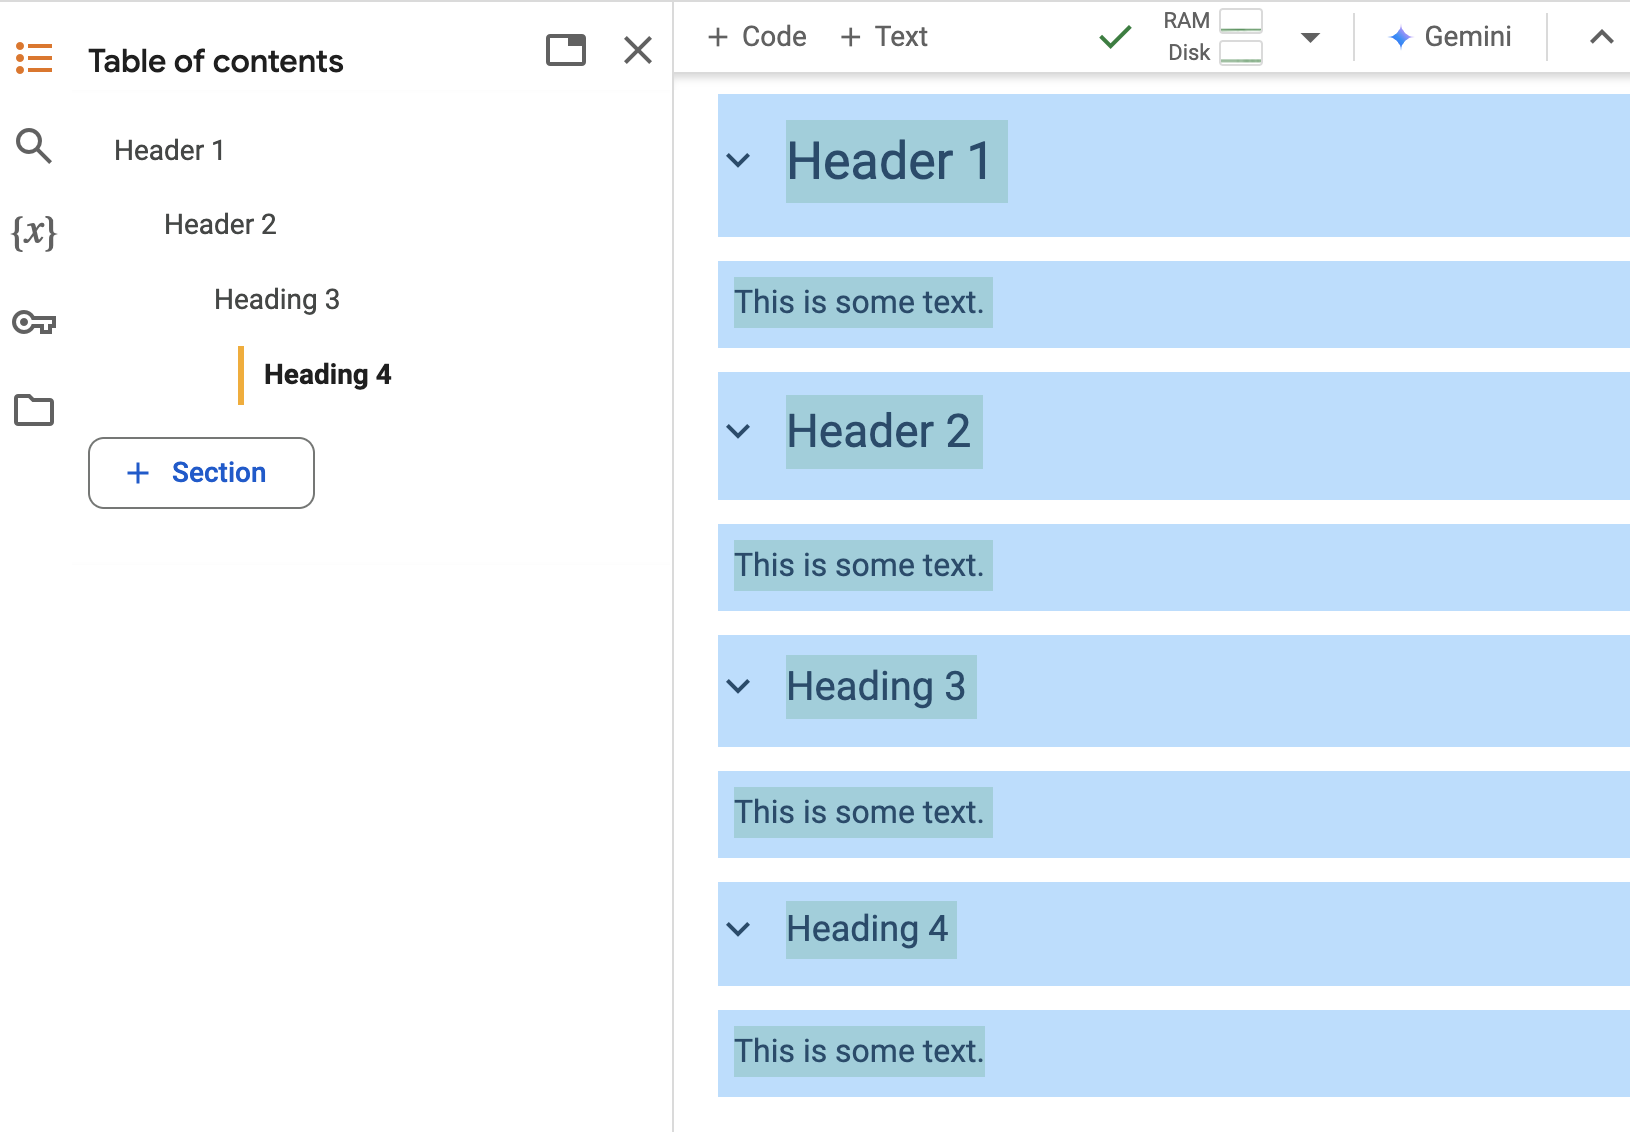 Table of contents
Header 1
Header 2
Heading 3
Heading 4
+ Section
{x}
+ Code + Text
RAM
Disk
Gemini
Header 1
This is some text.
Header 2
This is some text.
Heading 3
This is some text.
Heading 4
This is some text.